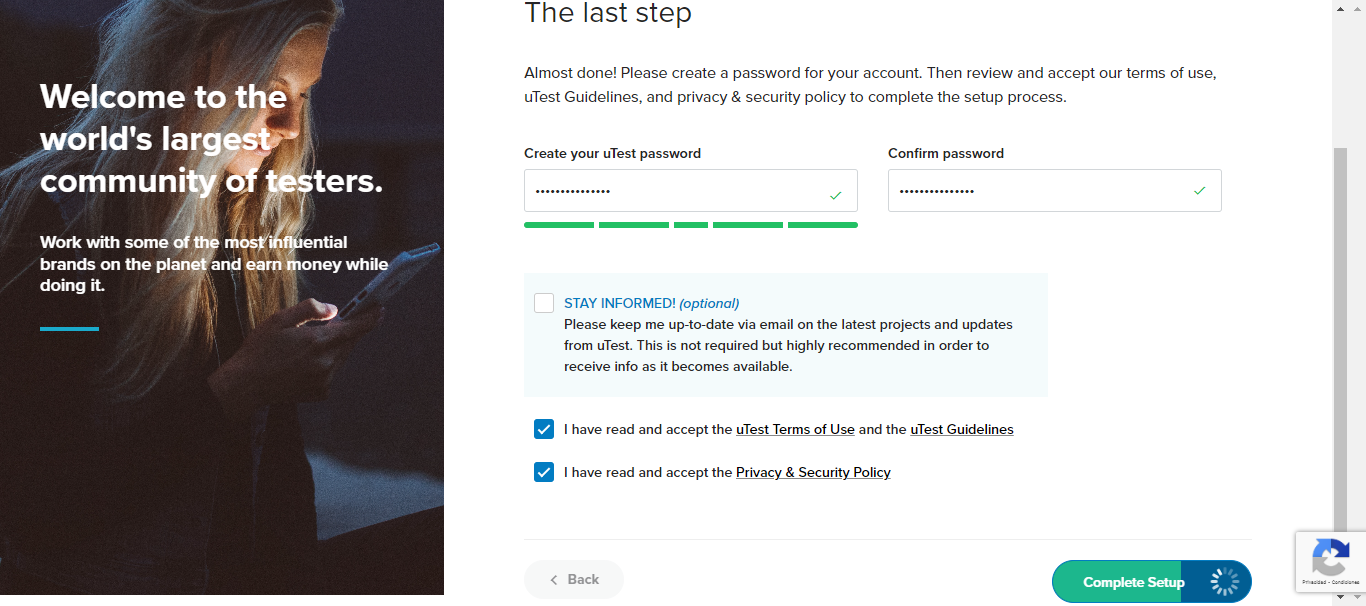 Welcome to the
world's largest
community of testers.
Work with some of the most influential
brands on the planet and earn money while
doing it.
The last step
Almost done! Please create a password for your account. Then review and accept our terms of use,
uTest Guidelines, and privacy & security policy to complete the setup process.
Create your uTest password
Confirm password
•••••••••••••••
•••••••••••••••
STAY INFORMED! (optional)
Please keep me up-to-date via email on the latest projects and updates
from uTest. This is not required but highly recommended in order to
receive info as it becomes available.
I have read and accept the uTest Terms of Use and the uTest Guidelines
I have read and accept the Privacy & Security Policy
Back
Complete Setup
Privacidad - Condiciones